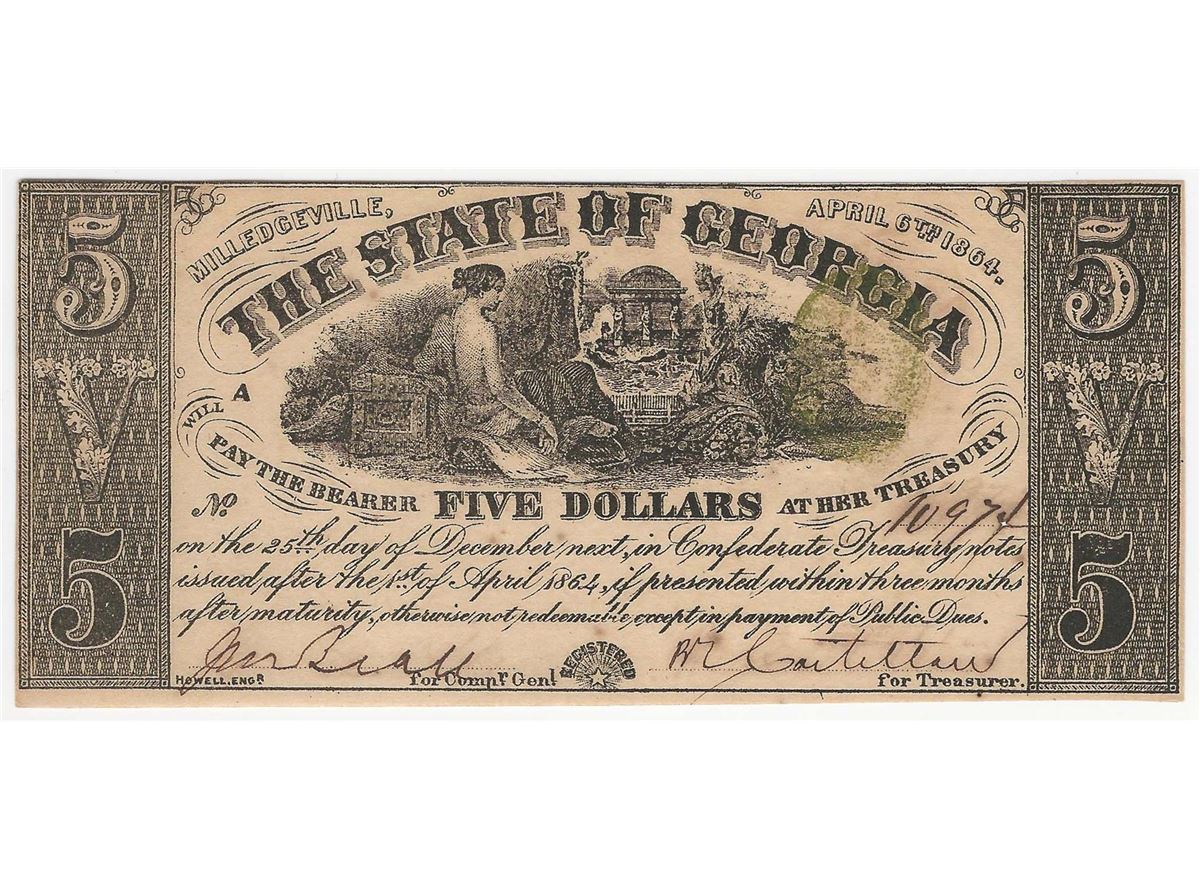 5 V 5
MILLEDGEVILLE, APRIL 6TH 1864.
THE STATE OF GEORGIA
A
WILL PAY THE BEARER FIVE DOLLARS AT HER TREASURY
No 10974
on the 25th day of December next, in Confederate Treasury notes
issued after the 1st of April 1864, if presented within three months
after maturity, otherwise not redeemable except in payment of Public Dues.
Jno Beall
HOWELL, ENGR for Compr Genl REGISTERED for Treasurer.
5 V 5